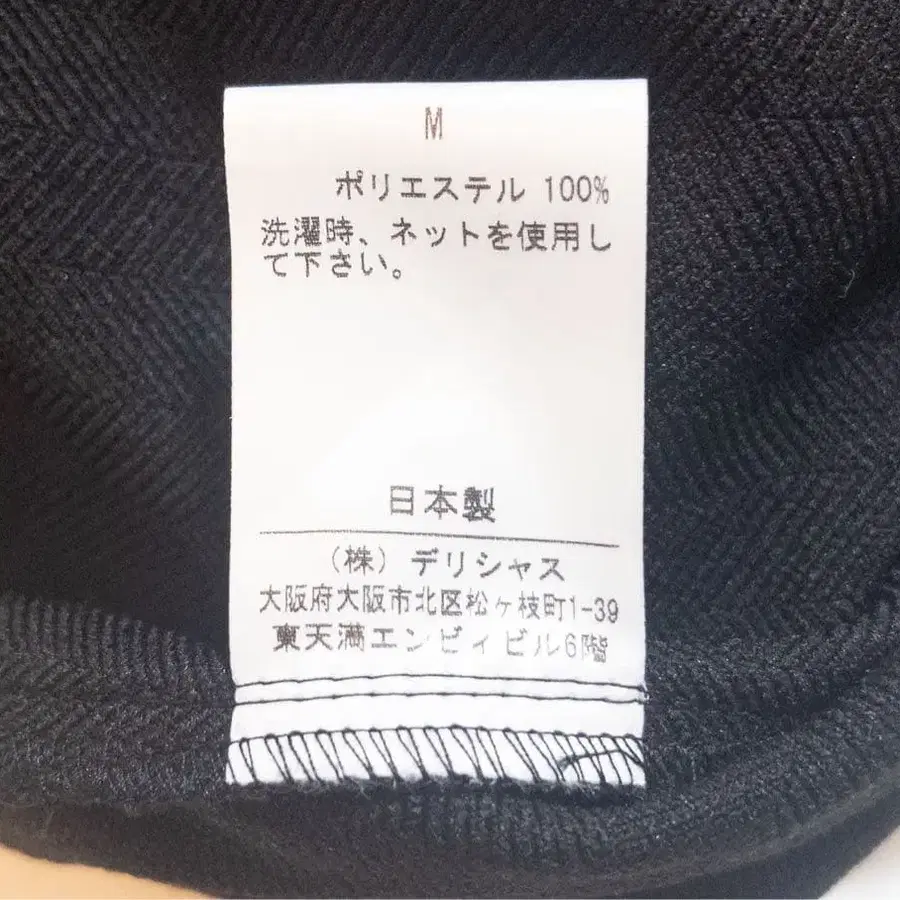 M
ポリエステル 100%
洗濯時、ネットを使用し
て下さい。
日本製
(株) デリシャス
大阪府大阪市北区松ヶ枝町1-39
東天満エンビィビル6階